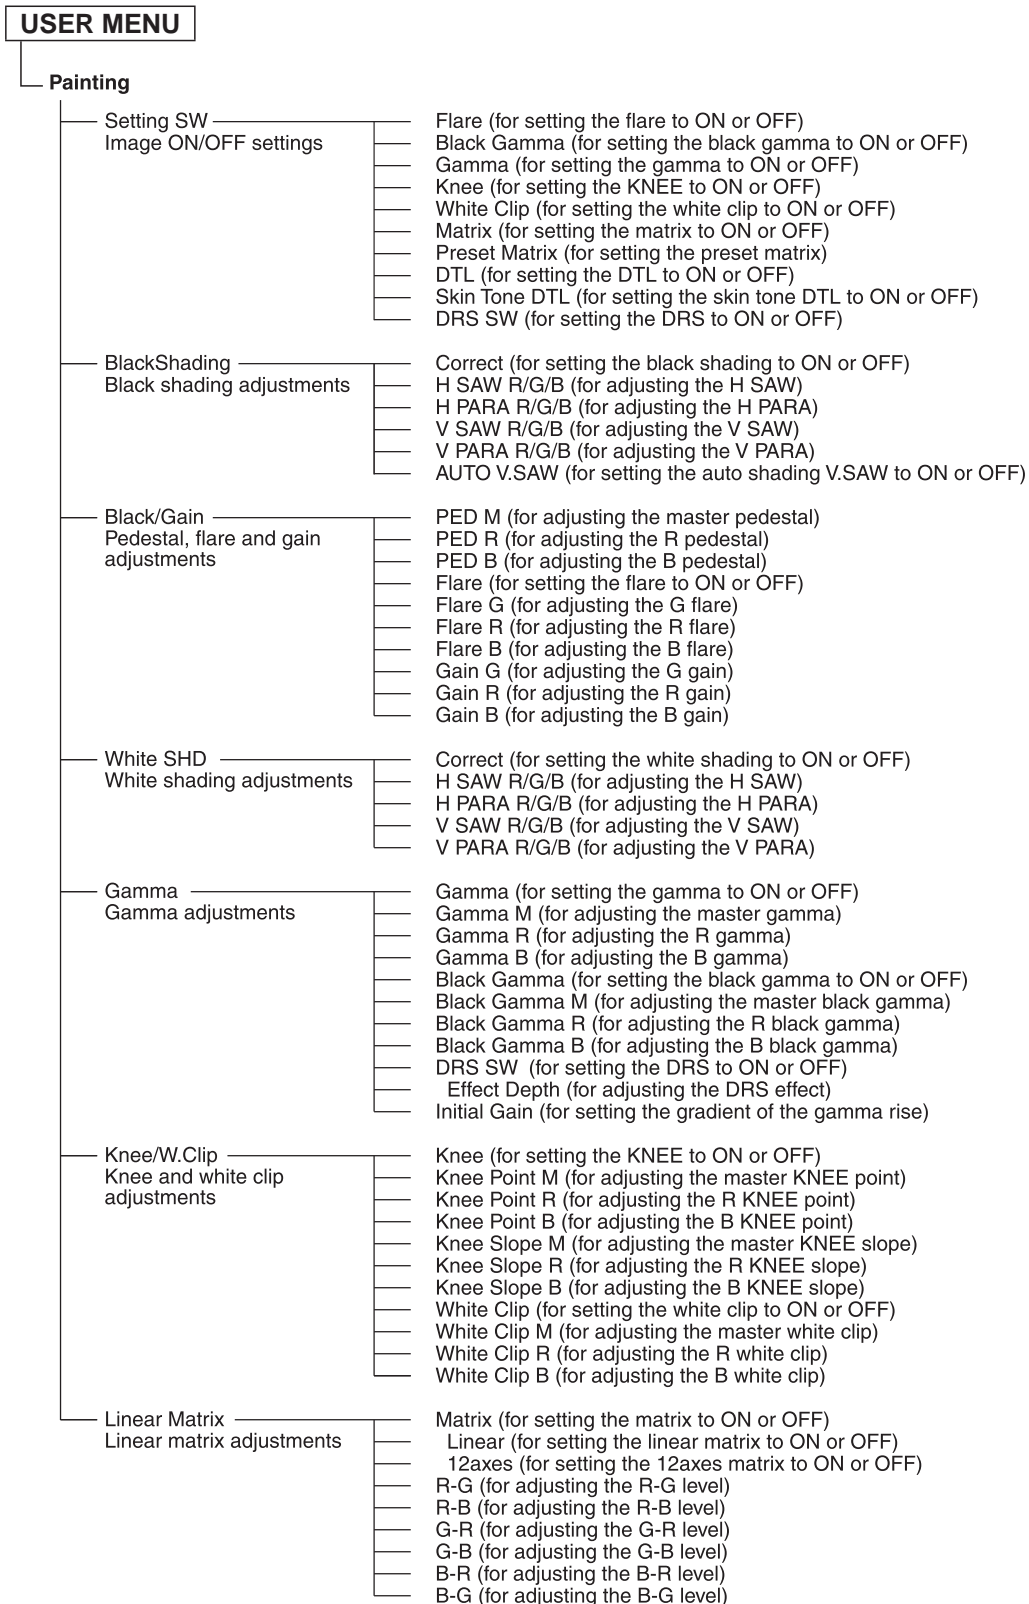 USER MENU
Painting
Setting SW
Image ON/OFF settings
Flare (for setting the flare to ON or OFF)
Black Gamma (for setting the black gamma to ON or OFF)
Gamma (for setting the gamma to ON or OFF)
Knee (for setting the KNEE to ON or OFF)
White Clip (for setting the white clip to ON or OFF)
Matrix (for setting the matrix to ON or OFF)
Preset Matrix (for setting the preset matrix)
DTL (for setting the DTL to ON or OFF)
Skin Tone DTL (for setting the skin tone DTL to ON or OFF)
DRS SW (for setting the DRS to ON or OFF)
BlackShading
Black shading adjustments
Correct (for setting the black shading to ON or OFF)
H SAW R/G/B (for adjusting the H SAW)
H PARA R/G/B (for adjusting the H PARA)
V SAW R/G/B (for adjusting the V SAW)
V PARA R/G/B (for adjusting the V PARA)
AUTO V.SAW (for setting the auto shading V.SAW to ON or OFF)
Black/Gain
Pedestal, flare and gain
adjustments
PED M (for adjusting the master pedestal)
PED R (for adjusting the R pedestal)
PED B (for adjusting the B pedestal)
Flare (for setting the flare to ON or OFF)
Flare G (for adjusting the G flare)
Flare R (for adjusting the R flare)
Flare B (for adjusting the B flare)
Gain G (for adjusting the G gain)
Gain R (for adjusting the R gain)
Gain B (for adjusting the B gain)
White SHD
White shading adjustments
Correct (for setting the white shading to ON or OFF)
H SAW R/G/B (for adjusting the H SAW)
H PARA R/G/B (for adjusting the H PARA)
V SAW R/G/B (for adjusting the V SAW)
V PARA R/G/B (for adjusting the V PARA)
Gamma
Gamma adjustments
Gamma (for setting the gamma to ON or OFF)
Gamma M (for adjusting the master gamma)
Gamma R (for adjusting the R gamma)
Gamma B (for adjusting the B gamma)
Black Gamma (for setting the black gamma to ON or OFF)
Black Gamma M (for adjusting the master black gamma)
Black Gamma R (for adjusting the R black gamma)
Black Gamma B (for adjusting the B black gamma)
DRS SW (for setting the DRS to ON or OFF)
Effect Depth (for adjusting the DRS effect)
Initial Gain (for setting the gradient of the gamma rise)
Knee/W.Clip
Knee and white clip
adjustments
Knee (for setting the KNEE to ON or OFF)
Knee Point M (for adjusting the master KNEE point)
Knee Point R (for adjusting the R KNEE point)
Knee Point B (for adjusting the B KNEE point)
Knee Slope M (for adjusting the master KNEE slope)
Knee Slope R (for adjusting the R KNEE slope)
Knee Slope B (for adjusting the B KNEE slope)
White Clip (for setting the white clip to ON or OFF)
White Clip M (for adjusting the master white clip)
White Clip R (for adjusting the R white clip)
White Clip B (for adjusting the B white clip)
Linear Matrix
Linear matrix adjustments
Matrix (for setting the matrix to ON or OFF)
Linear (for setting the linear matrix to ON or OFF)
12axes (for setting the 12axes matrix to ON or OFF)
R-G (for adjusting the R-G level)
R-B (for adjusting the R-B level)
G-R (for adjusting the G-R level)
G-B (for adjusting the G-B level)
B-R (for adjusting the B-R level)
B-G (for adjusting the B-G level)